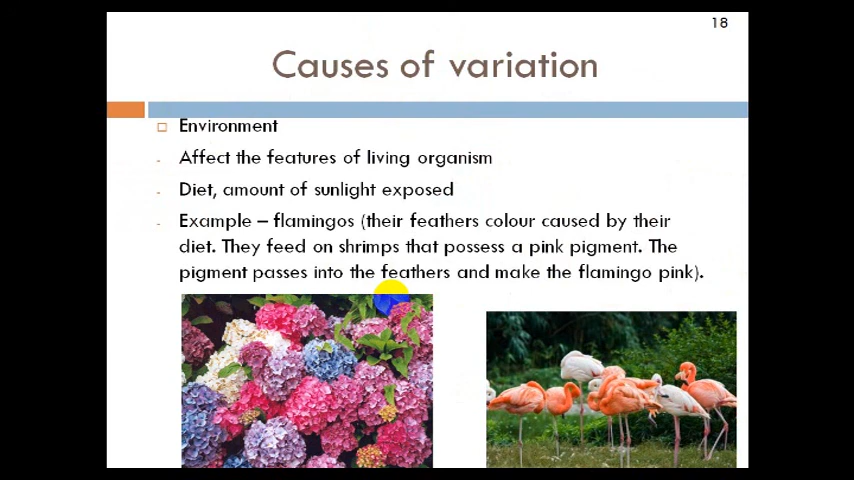 18
Causes of variation
Environment
- Affect the features of living organism
- Diet, amount of sunlight exposed
- Example – flamingos (their feathers colour caused by their
diet. They feed on shrimps that possess a pink pigment. The
pigment passes into the feathers and make the flamingo pink).